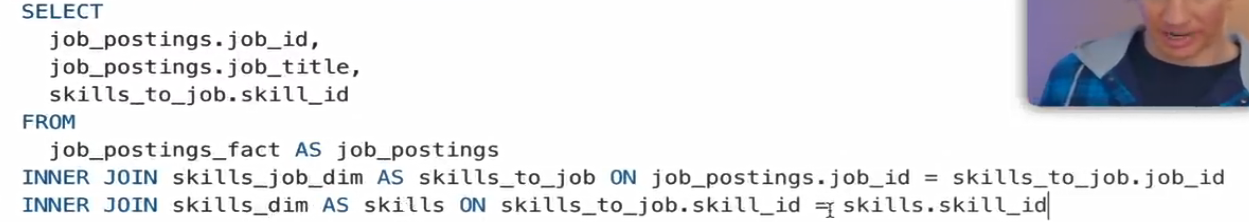 SELECT
job_postings.job_id,
job_postings.job_title,
skills_to_job.skill_id
FROM
job_postings_fact AS job_postings
INNER JOIN skills_job_dim AS skills_to_job ON job_postings.job_id = skills_to_job.job_id
INNER JOIN skills_dim AS skills ON skills_to_job.skill_id = skills.skill_id